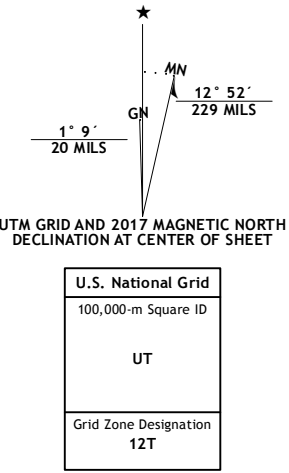 MN
GN
12° 52´
229 MILS
1° 9´
20 MILS
UTM GRID AND 2017 MAGNETIC NORTH
DECLINATION AT CENTER OF SHEET
U.S. National Grid
100,000-m Square ID
UT
Grid Zone Designation
12T